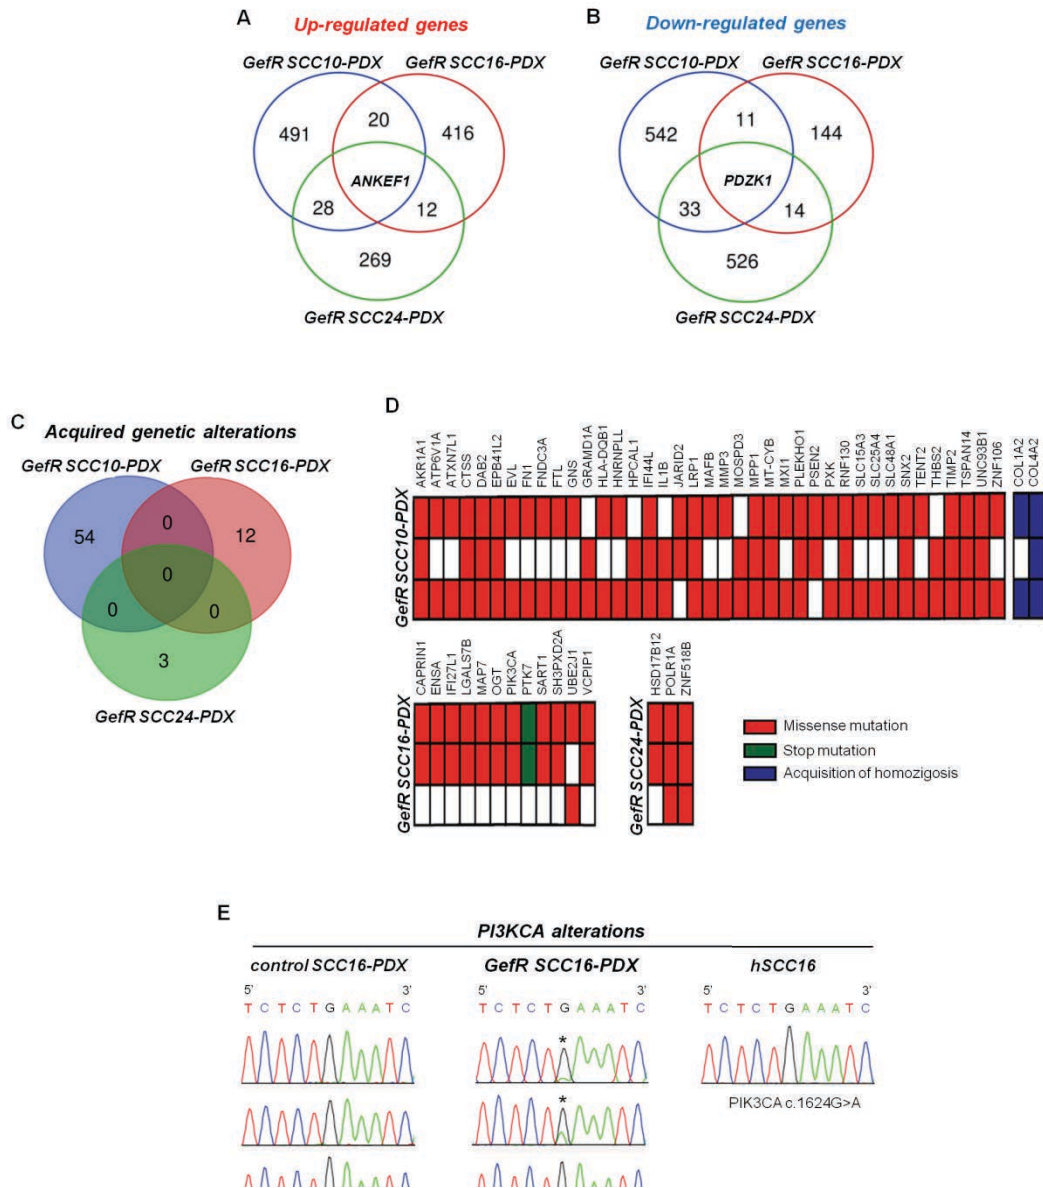 A
Up-regulated genes
GefR SCC10-PDX
GefR SCC16-PDX
491
20
416
ANKEF1
28
12
269
GefR SCC24-PDX
B
Down-regulated genes
GefR SCC10-PDX
GefR SCC16-PDX
542
11
144
PDZK1
33
14
526
GefR SCC24-PDX
C
Acquired genetic alterations
GefR SCC10-PDX
GefR SCC16-PDX
54
0
12
0
0
0
3
GefR SCC24-PDX
D
AKR1A1
ATP6V1A
ATXN7L1
CTSS
DAB2
EPB41L2
EVL
FN1
FNDC3A
FTL
GNS
GRAMD1A
HLA-DQB1
HNRNPLL
HPCAL1
IFI44L
IL1B
JARID2
LRP1
MAFB
MMP3
MOSPD3
MPP1
MT-CYB
MXI1
PLEKHO1
PSEN2
PXK
RNF130
SLC15A3
SLC25A4
SLC48A1
SNX2
TENT2
THBS2
TIMP2
TSPAN14
UNC93B1
ZNF106
COL1A2
COL4A2
GefR SCC10-PDX
CAPRIN1
ENSA
IFI27L1
LGALS7B
MAP7
OGT
PIK3CA
PTK7
SART1
SH3PXD2A
UBE2J1
VCPIP1
GefR SCC16-PDX
HSD17B12
POLR1A
ZNF518B
GefR SCC24-PDX
Missense mutation
Stop mutation
Acquisition of homozigosis
E
PI3KCA alterations
control SCC16-PDX
GefR SCC16-PDX
hSCC16
5' 3'
T C T C T G A A A T C
5' 3'
T C T C T G A A A T C
5' 3'
T C T C T G A A A T C
*
*
PIK3CA c.1624G>A